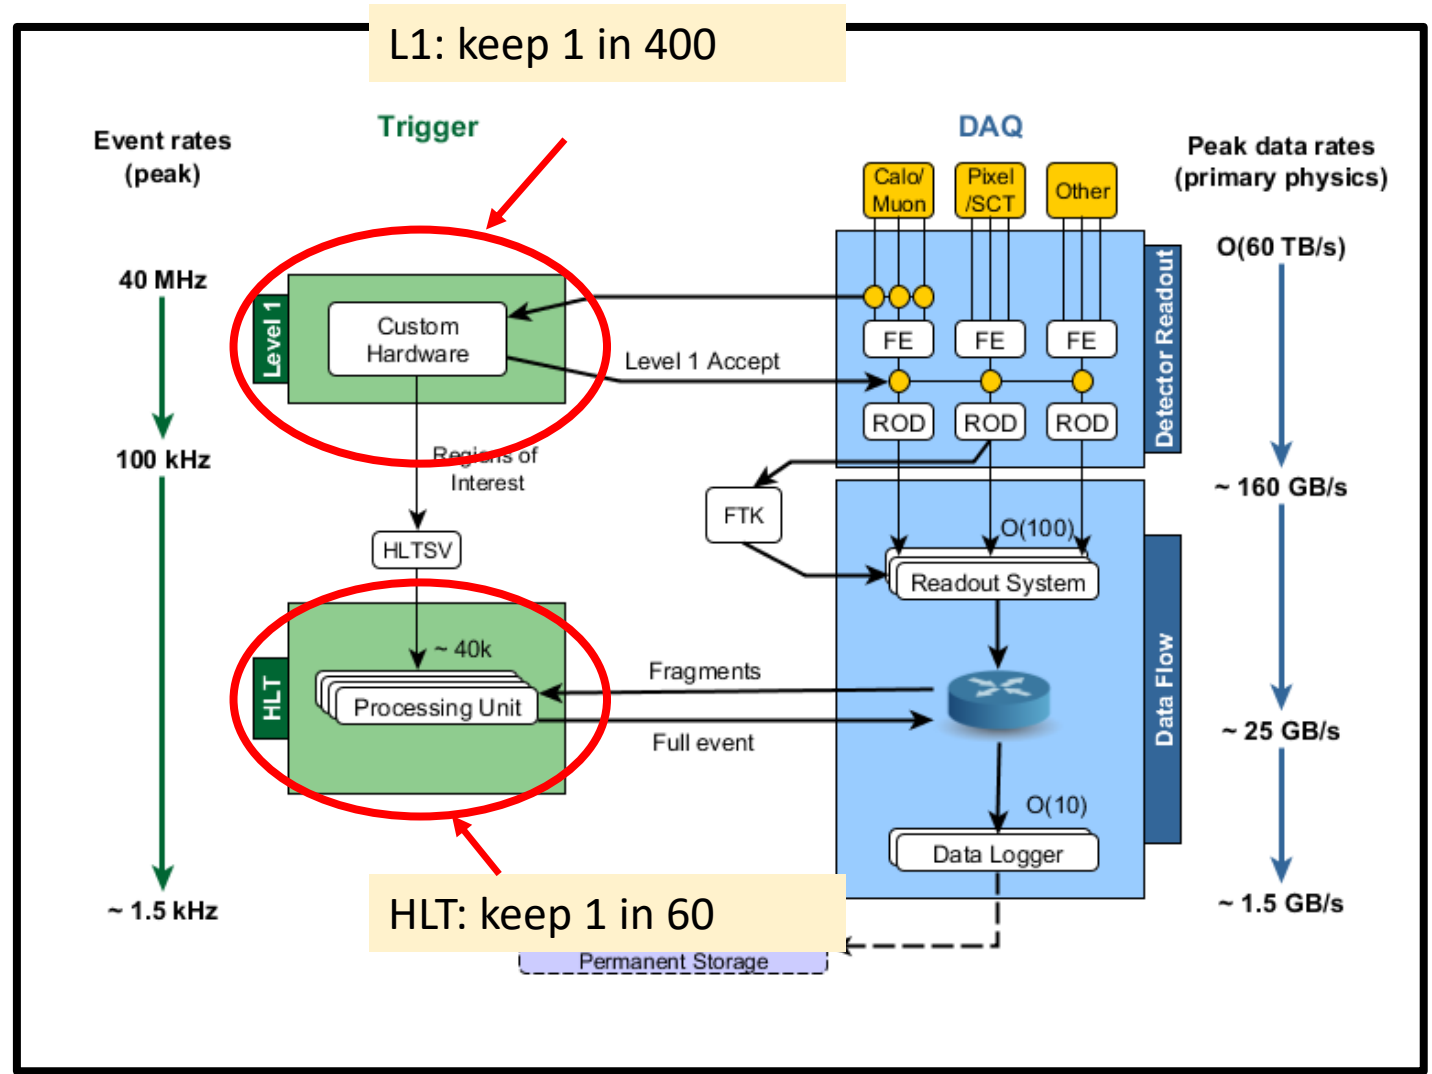 L1: keep 1 in 400
Trigger
DAQ
Event rates
(peak)
Peak data rates
(primary physics)
Calo/
Muon
Pixel
/SCT
Other
O(60 TB/s)
40 MHz
Level 1
Custom
Hardware
FE
FE
FE
Level 1 Accept
Detector Readout
ROD
ROD
ROD
100 kHz
Regions of
Interest
~ 160 GB/s
FTK
O(100)
HLTSV
Readout System
~ 40k
HLT
Processing Unit
Fragments
Full event
Data Flow
~ 25 GB/s
O(10)
Data Logger
~ 1.5 kHz
HLT: keep 1 in 60
~ 1.5 GB/s
Permanent Storage